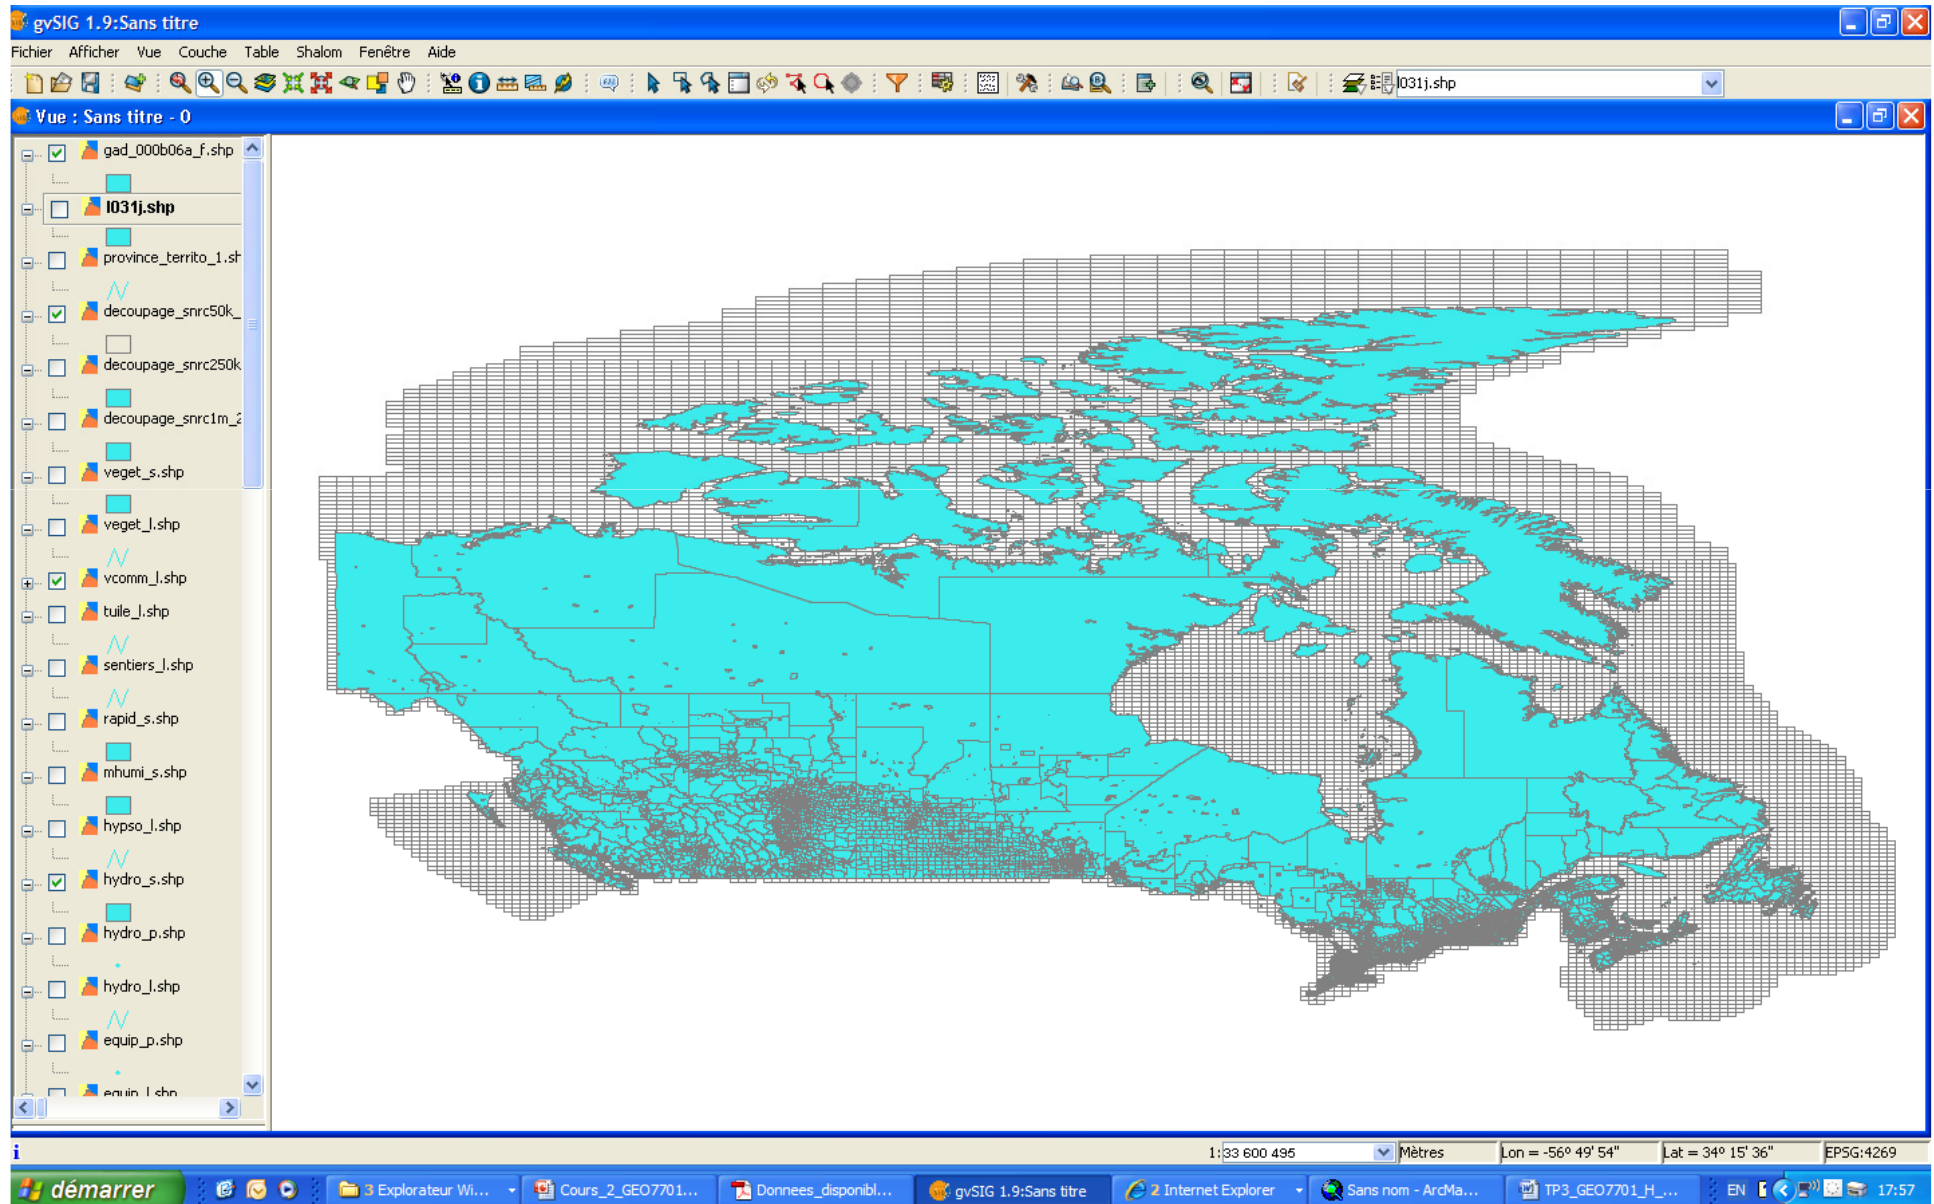 gvSIG 1.9:Sans titre
Fichier Afficher Vue Couche Table Shalom Fenêtre Aide
l031j.shp
Vue : Sans titre - 0
gad_000b06a_f.shp
l031j.shp
province_territo_1.sh
decoupage_snrc50k_
decoupage_snrc250k
decoupage_snrc1m_2
veget_s.shp
veget_l.shp
vcomm_l.shp
tuile_l.shp
sentiers_l.shp
rapid_s.shp
mhumi_s.shp
hypso_l.shp
hydro_s.shp
hydro_p.shp
hydro_l.shp
equip_p.shp
equip_l.shp
1:33 600 495 Mètres Lon = -56º 49' 54" Lat = 34º 15' 36" EPSG:4269
démarrer 3 Explorateur Wi... Cours_2_GEO7701... Donnees_disponibl... gvSIG 1.9:Sans titre 2 Internet Explorer Sans nom - ArcMa... TP3_GEO7701_H_... EN 17:57